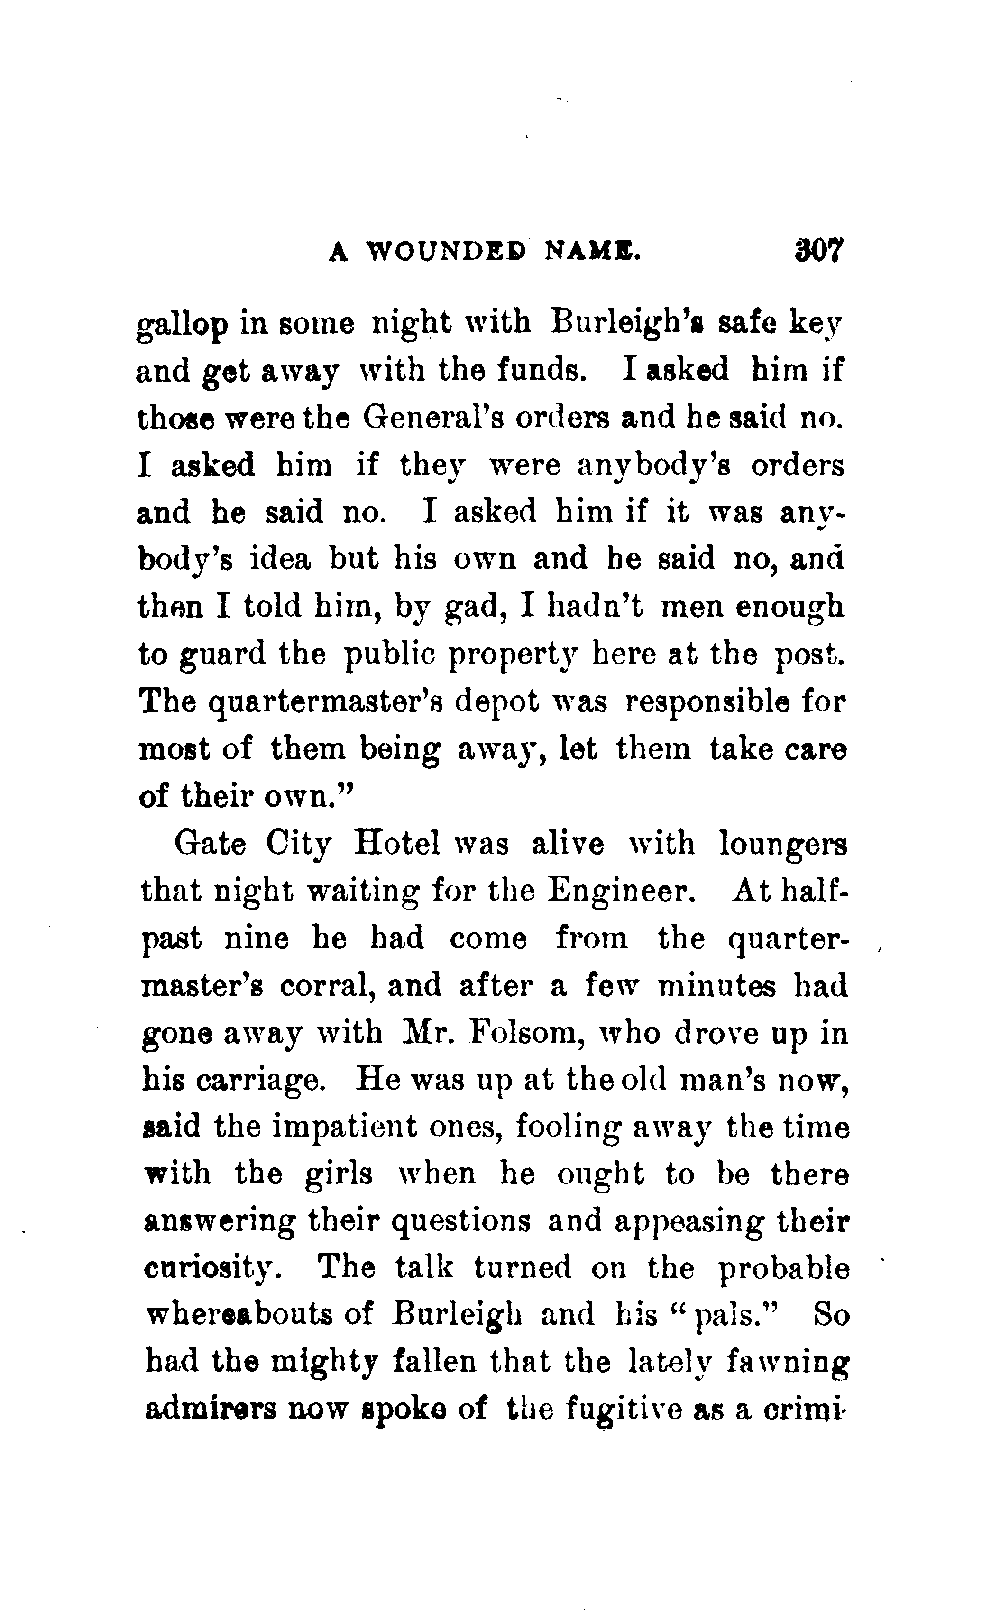 A WOUNDED NAME. 307
gallop in some night with Burleigh's safe key
and get away with the funds. I asked him if
those were the General's orders and he said no.
I asked him if they were anybody's orders
and he said no. I asked him if it was any-
body's idea but his own and he said no, and
then I told him, by gad, I hadn't men enough
to guard the public property here at the post.
The quartermaster's depot was responsible for
most of them being away, let them take care
of their own."
Gate City Hotel was alive with loungers
that night waiting for the Engineer. At half-
past nine he had come from the quarter-
master's corral, and after a few minutes had
gone away with Mr. Folsom, who drove up in
his carriage. He was up at the old man's now,
said the impatient ones, fooling away the time
with the girls when he ought to be there
answering their questions and appeasing their
curiosity. The talk turned on the probable
whereabouts of Burleigh and his "pals." So
had the mighty fallen that the lately fawning
admirers now spoke of the fugitive as a crimi-